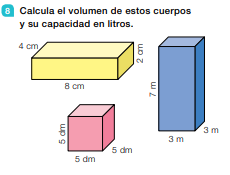 8 Calcula el volumen de estos cuerpos
y su capacidad en litros.
4 cm
2 cm
8 cm
7 m
3 m
3 m
5 dm
5 dm
5 dm